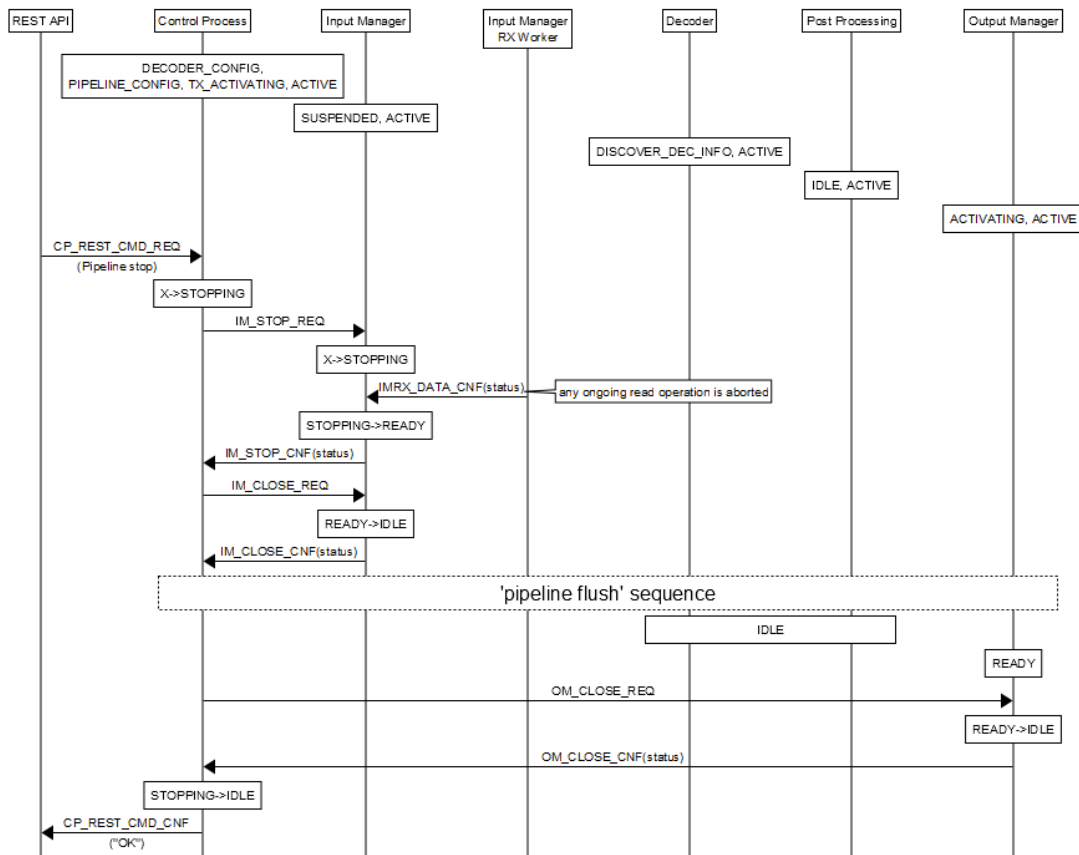 REST API
Control Process
Input Manager
Input Manager
RX Worker
Decoder
Post Processing
Output Manager
DECODER_CONFIG,
PIPELINE_CONFIG, TX_ACTIVATING, ACTIVE
SUSPENDED, ACTIVE
DISCOVER_DEC_INFO, ACTIVE
IDLE, ACTIVE
ACTIVATING, ACTIVE
CP_REST_CMD_REQ
(Pipeline stop)
X->STOPPING
IM_STOP_REQ
X->STOPPING
IMRX_DATA_CNF(status)
any ongoing read operation is aborted
STOPPING->READY
IM_STOP_CNF(status)
IM_CLOSE_REQ
READY->IDLE
IM_CLOSE_CNF(status)
'pipeline flush' sequence
IDLE
READY
OM_CLOSE_REQ
READY->IDLE
OM_CLOSE_CNF(status)
STOPPING->IDLE
CP_REST_CMD_CNF
("OK")